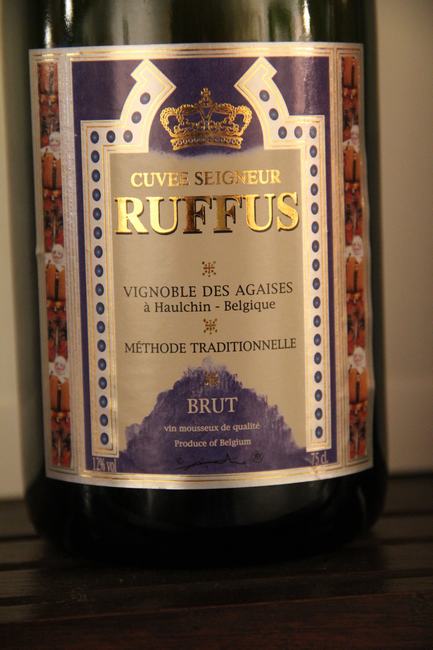 CUVEE SEIGNEUR
RUFFUS
VIGNOBLE DES AGAISES
à Haulchin - Belgique
MÉTHODE TRADITIONNELLE
BRUT
vin mousseux de qualité
Produce of Belgium
12% vol
75 cl